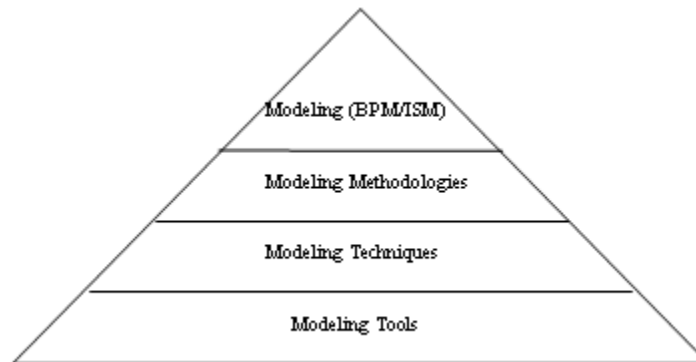 Modeling (BPM/ISM)
Modeling Methodologies
Modeling Techniques
Modeling Tools